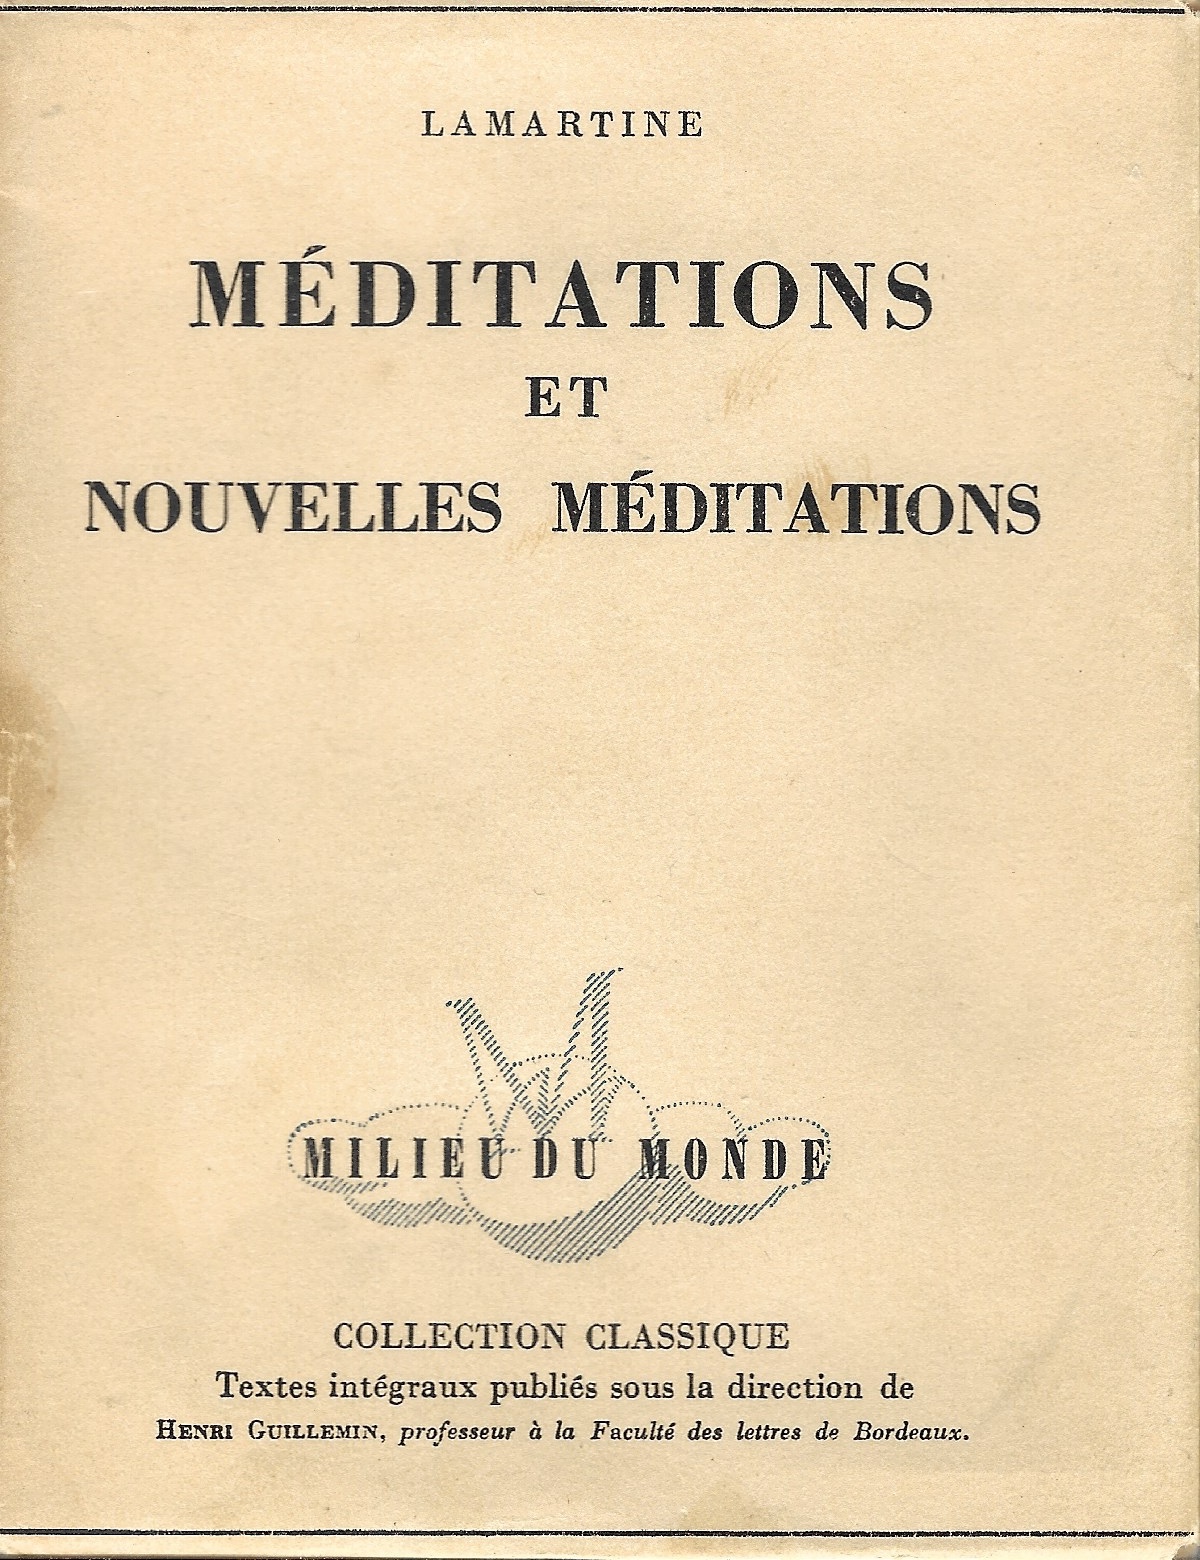 LAMARTINE
MÉDITATIONS
ET
NOUVELLES MÉDITATIONS
M
MILIEU DU MONDE
COLLECTION CLASSIQUE
Textes intégraux publiés sous la direction de
HENRI GUILLEMIN, professeur à la Faculté des lettres de Bordeaux.